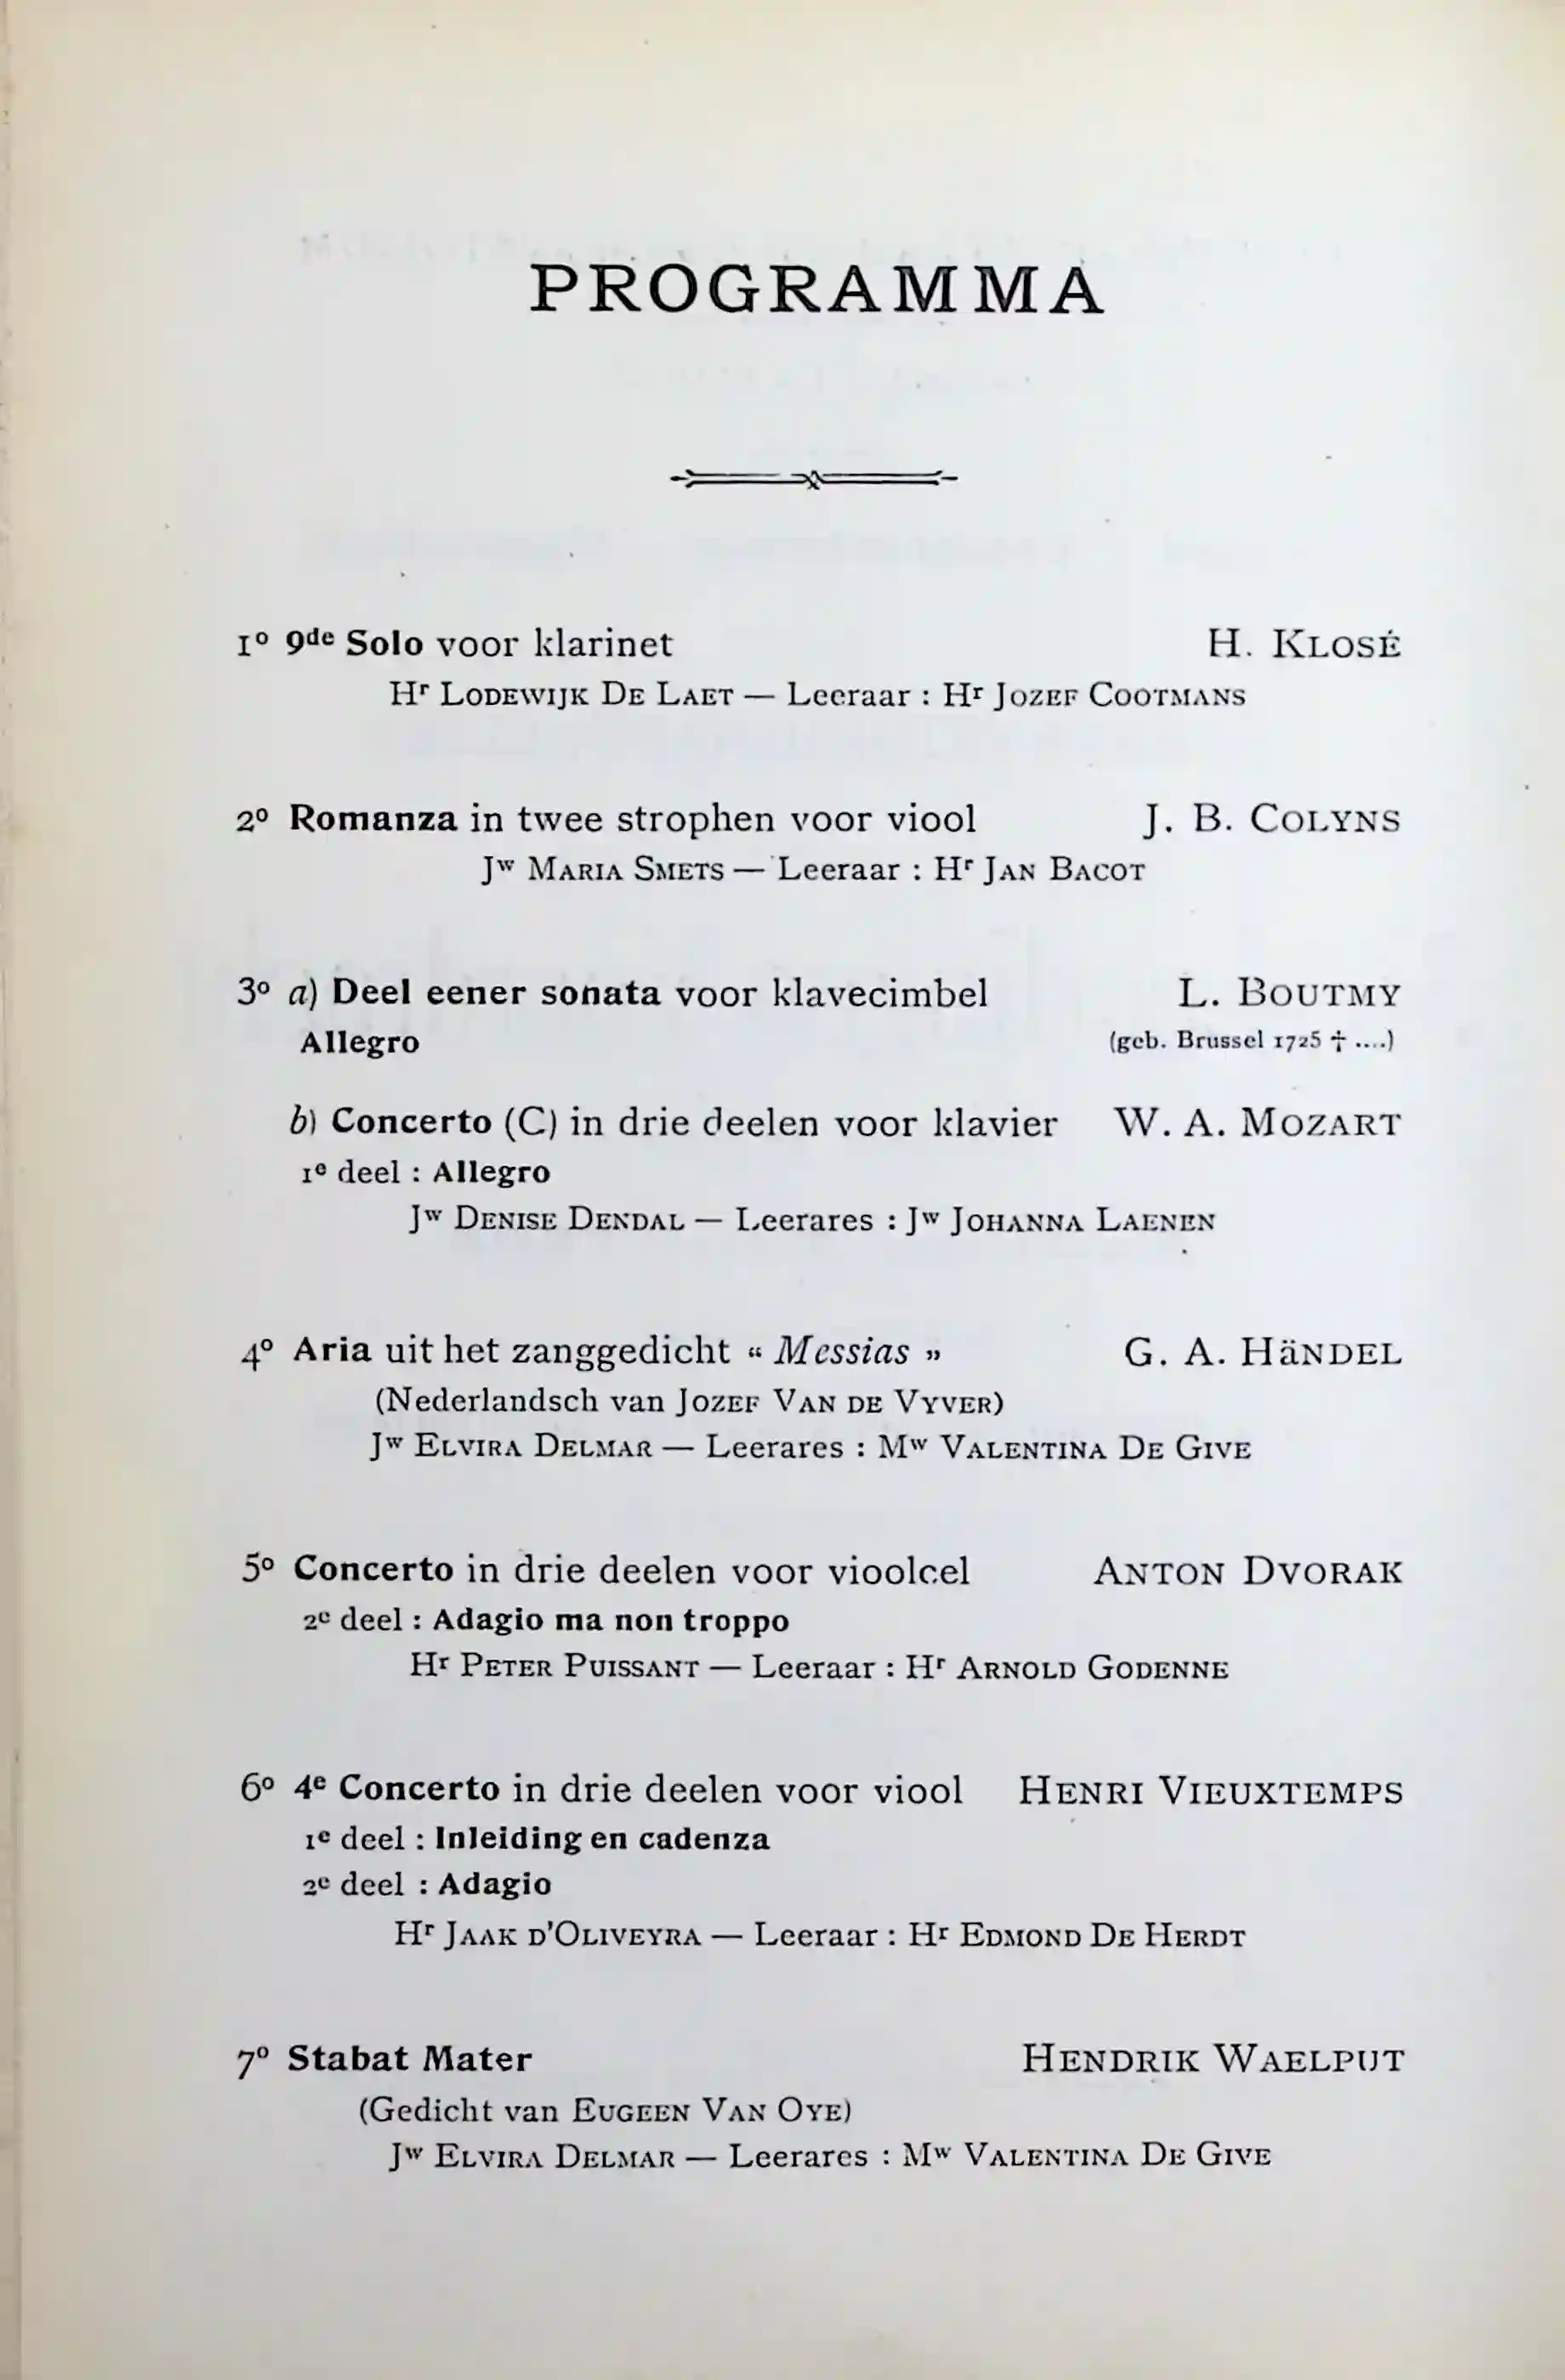 PROGRAMMA
1º 9de Solo voor klarinet H. KLOSÉ
Hr LODEWIJK DE LAET — Leeraar : Hr JOZEF COOTMANS
2º Romanza in twee strophen voor viool J. B. COLYNS
Jw MARIA SMETS — Leeraar : Hr JAN BACOT
3º a) Deel eener sonata voor klavecimbel L. BOUTMY
Allegro (geb. Brussel 1725 † ....)
b) Concerto (C) in drie deelen voor klavier W. A. MOZART
1e deel : Allegro
Jw DENISE DENDAL — Leerares : Jw JOHANNA LAENEN
4º Aria uit het zanggedicht “ Messias ” G. A. HäNDEL
(Nederlandsch van JOZEF VAN DE VYVER)
Jw ELVIRA DELMAR — Leerares : Mw VALENTINA DE GIVE
5º Concerto in drie deelen voor vioolcel ANTON DVORAK
2e deel : Adagio ma non troppo
Hr PETER PUISSANT — Leeraar : Hr ARNOLD GODENNE
6º 4e Concerto in drie deelen voor viool HENRI VIEUXTEMPS
1e deel : Inleiding en cadenza
2e deel : Adagio
Hr JAAK D'OLIVEYRA — Leeraar : Hr EDMOND DE HERDT
7º Stabat Mater HENDRIK WAELPUT
(Gedicht van EUGEEN VAN OYE)
Jw ELVIRA DELMAR — Leerares : Mw VALENTINA DE GIVE